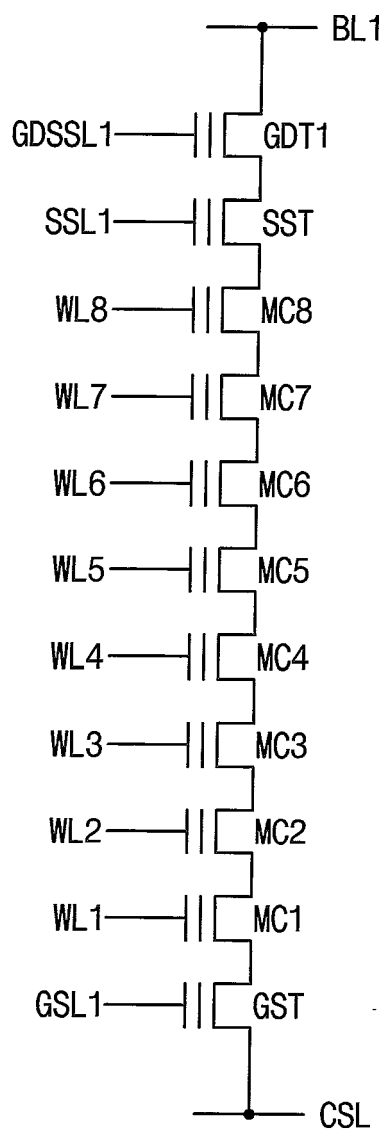 BL1
GDSSL1 GDT1
SSL1 SST
WL8 MC8
WL7 MC7
WL6 MC6
WL5 MC5
WL4 MC4
WL3 MC3
WL2 MC2
WL1 MC1
GSL1 GST
CSL